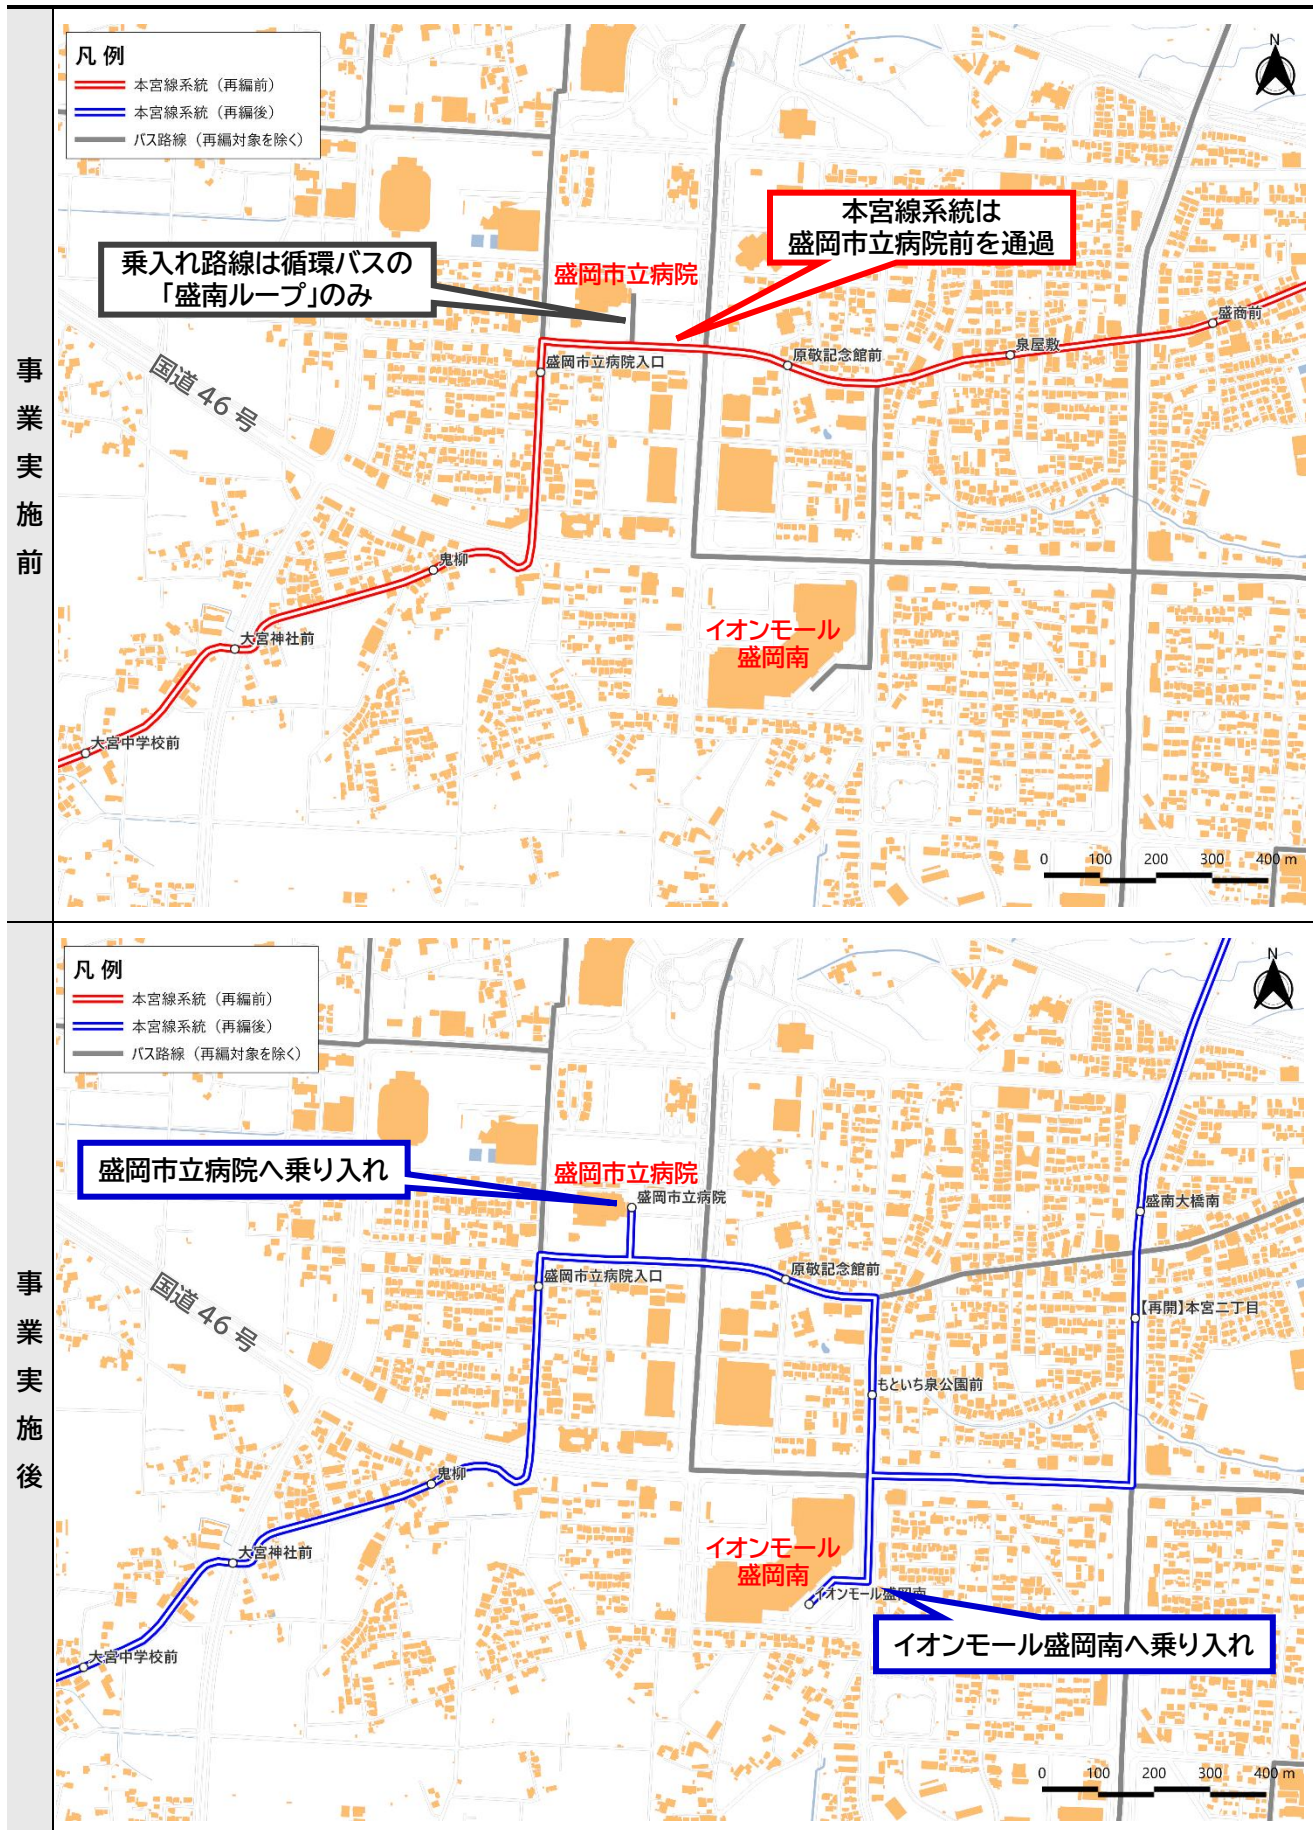 事業実施前
凡例
本宮線系統（再編前）
本宮線系統（再編後）
バス路線（再編対象を除く）
N
本宮線系統は
盛岡市立病院前を通過
乗入れ路線は循環バスの
「盛南ループ」のみ
盛岡市立病院
盛商前
泉屋敷
原敬記念館前
盛岡市立病院入口
国道46号
鬼柳
イオンモール
盛岡南
大宮神社前
大宮中学校前
0 100 200 300 400 m
事業実施後
凡例
本宮線系統（再編前）
本宮線系統（再編後）
バス路線（再編対象を除く）
N
盛岡市立病院へ乗り入れ
盛岡市立病院
盛岡市立病院
盛南大橋南
原敬記念館前
盛岡市立病院入口
【再開】本宮二丁目
国道46号
もといち泉公園前
鬼柳
イオンモール
盛岡南
大宮神社前
イオンモール盛岡南
イオンモール盛岡南へ乗り入れ
大宮中学校前
0 100 200 300 400 m